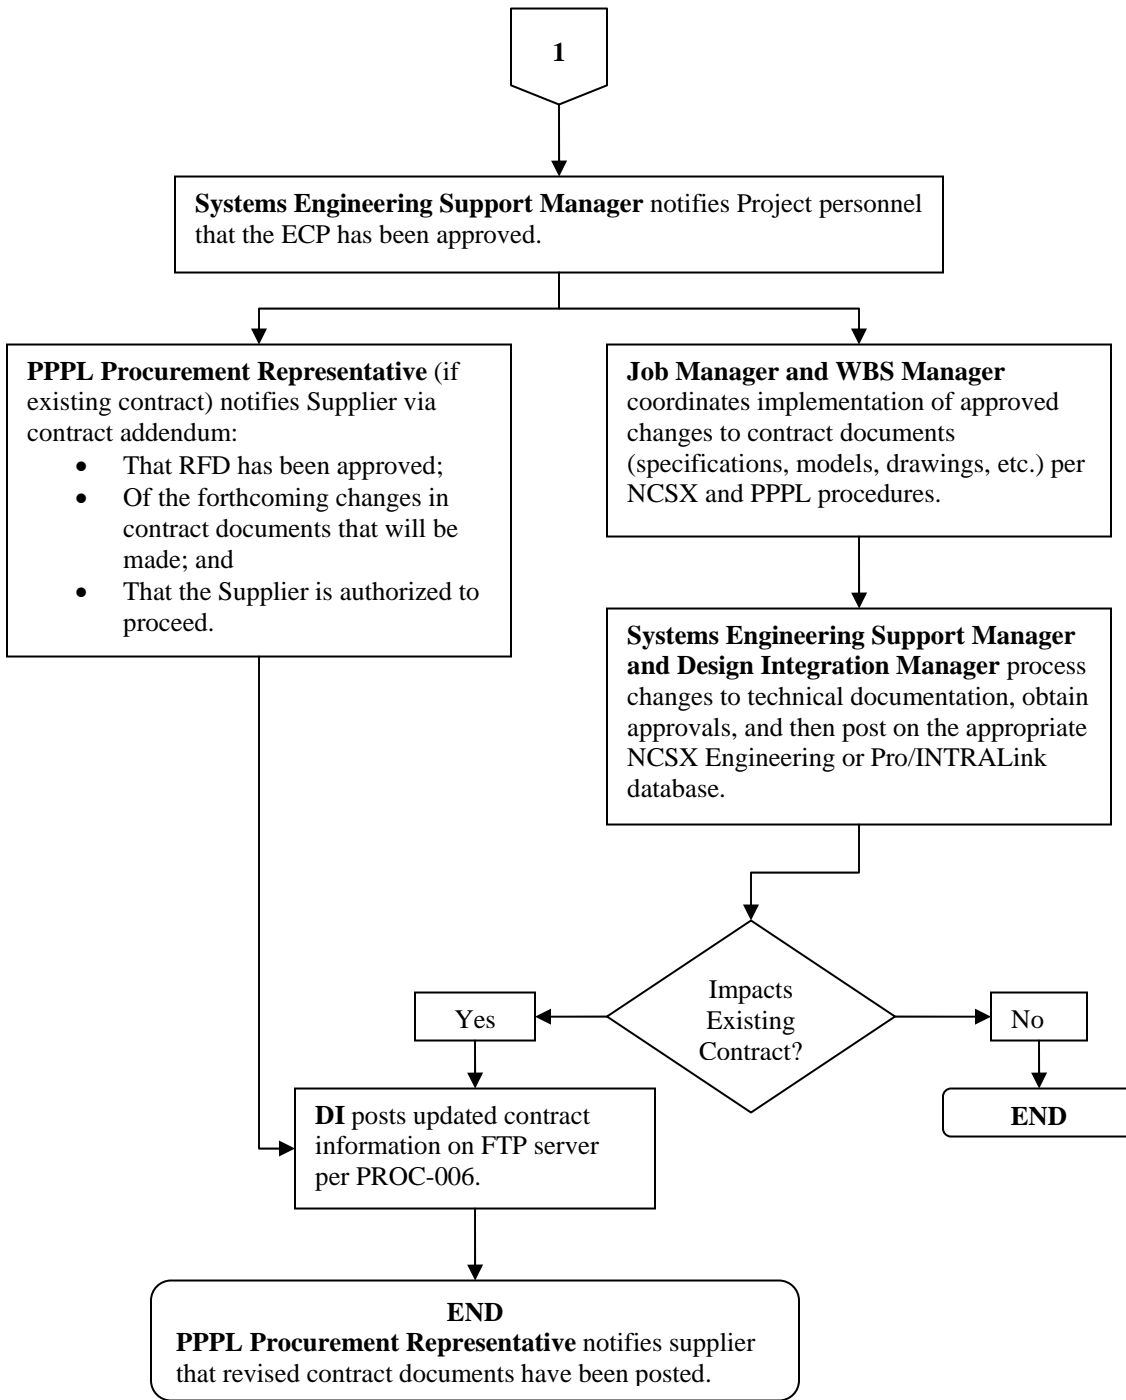 1
Systems Engineering Support Manager notifies Project personnel
that the ECP has been approved.
PPPL Procurement Representative (if
existing contract) notifies Supplier via
contract addendum:
• That RFD has been approved;
• Of the forthcoming changes in
contract documents that will be
made; and
• That the Supplier is authorized to
proceed.
Job Manager and WBS Manager
coordinates implementation of approved
changes to contract documents
(specifications, models, drawings, etc.) per
NCSX and PPPL procedures.
Systems Engineering Support Manager
and Design Integration Manager process
changes to technical documentation, obtain
approvals, and then post on the appropriate
NCSX Engineering or Pro/INTRALink
database.
Impacts
Existing
Contract?
Yes
No
DI posts updated contract
information on FTP server
per PROC-006.
END
END
PPPL Procurement Representative notifies supplier
that revised contract documents have been posted.